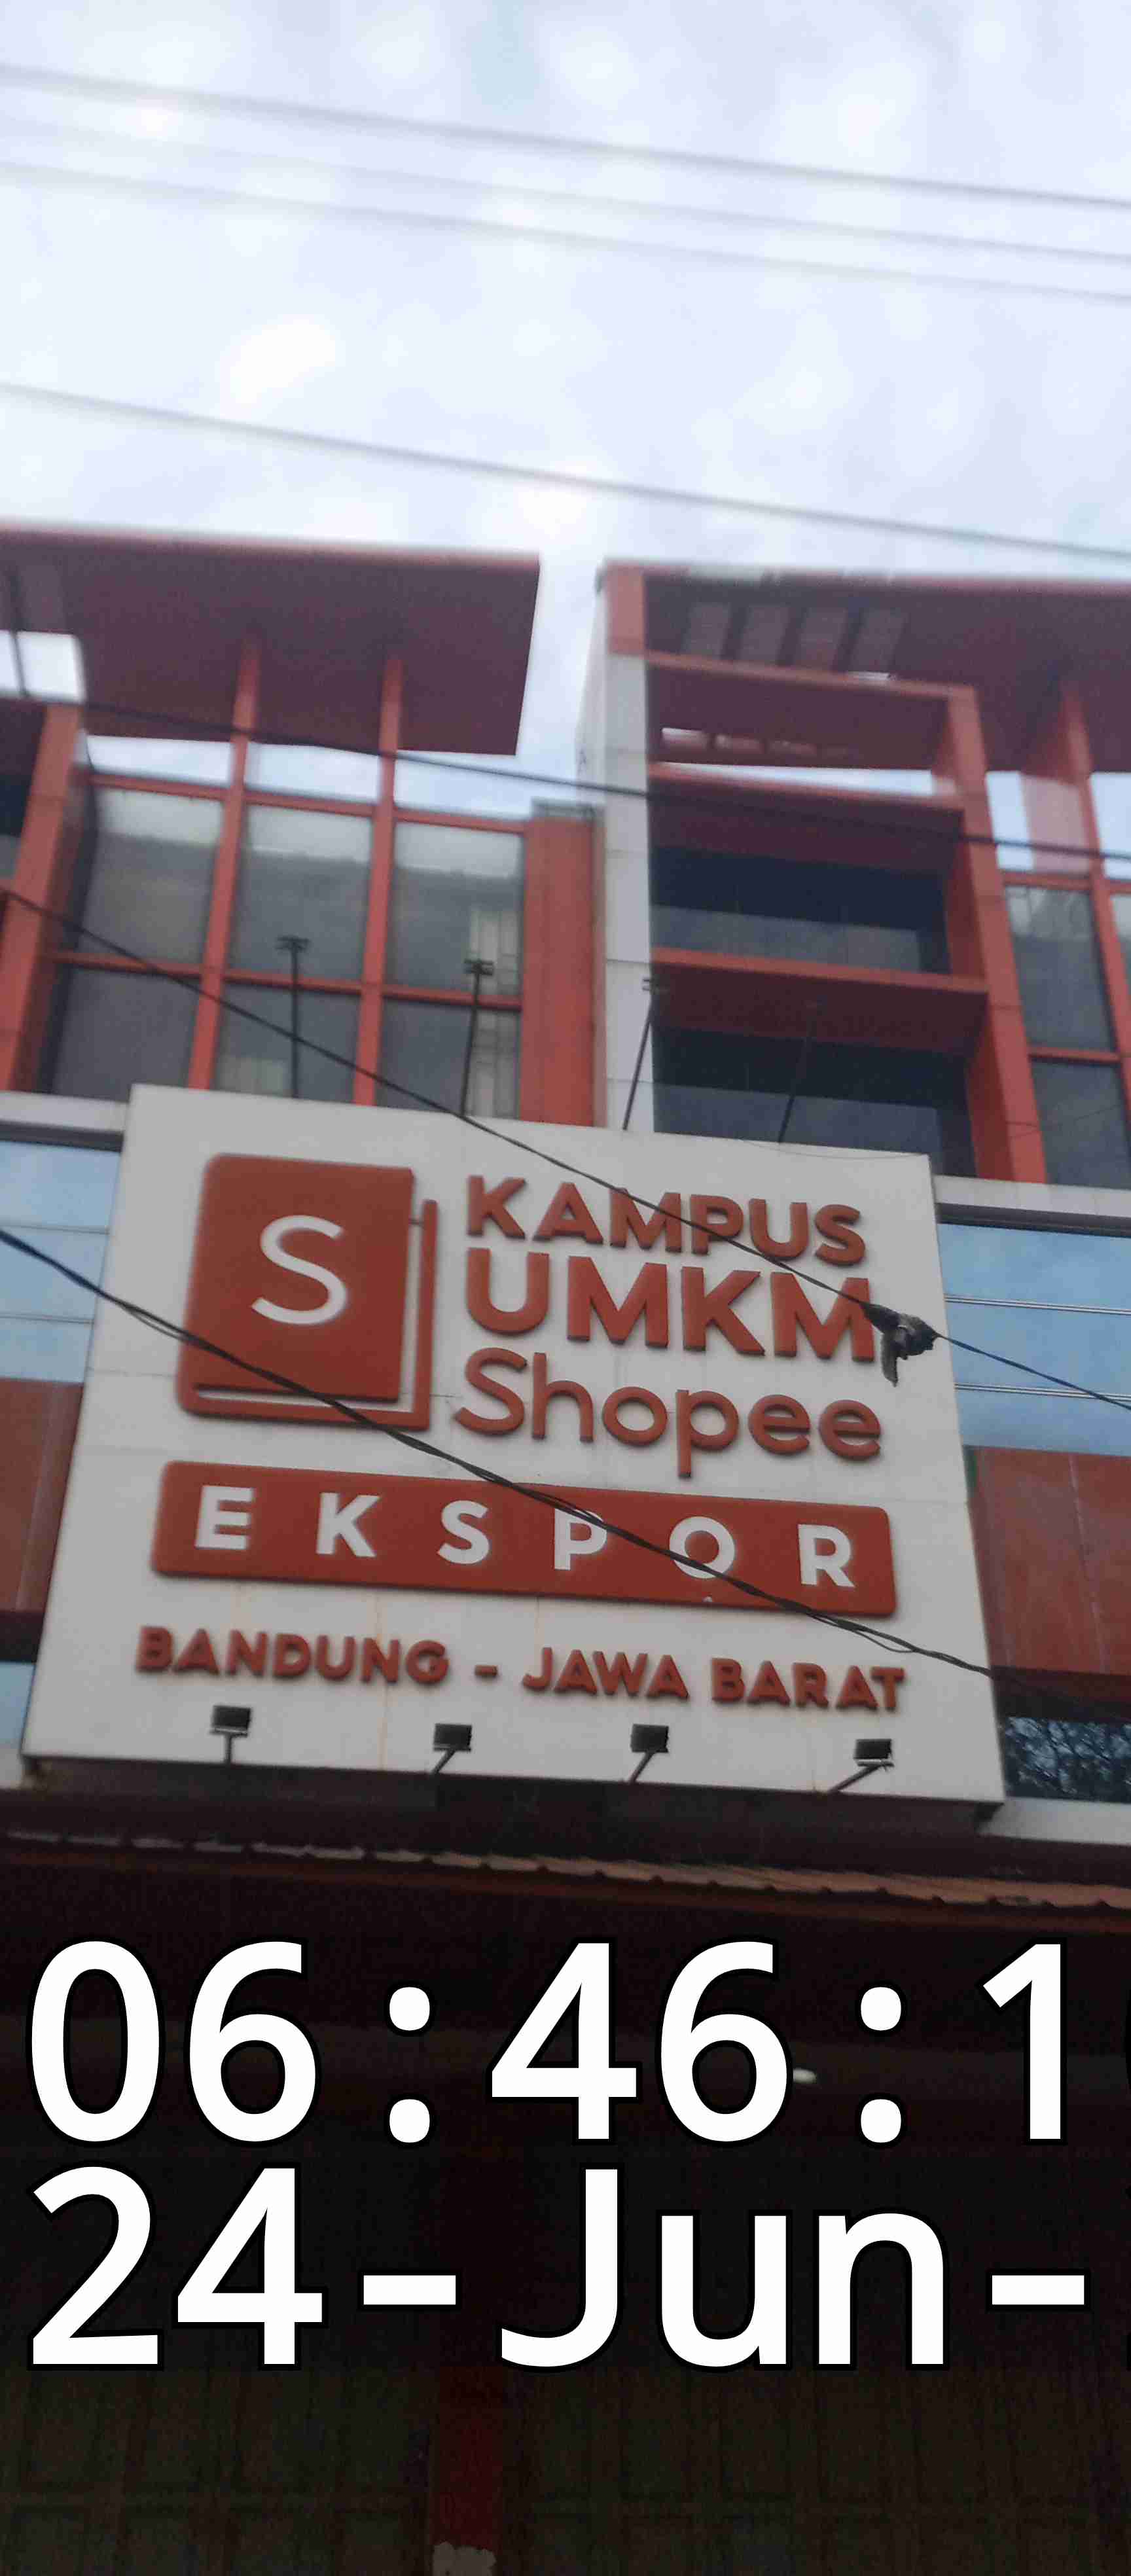 S
KAMPUS
UMKM
Shopee
EKSPOR
BANDUNG - JAWA BARAT
06:46:1
24-Jun-